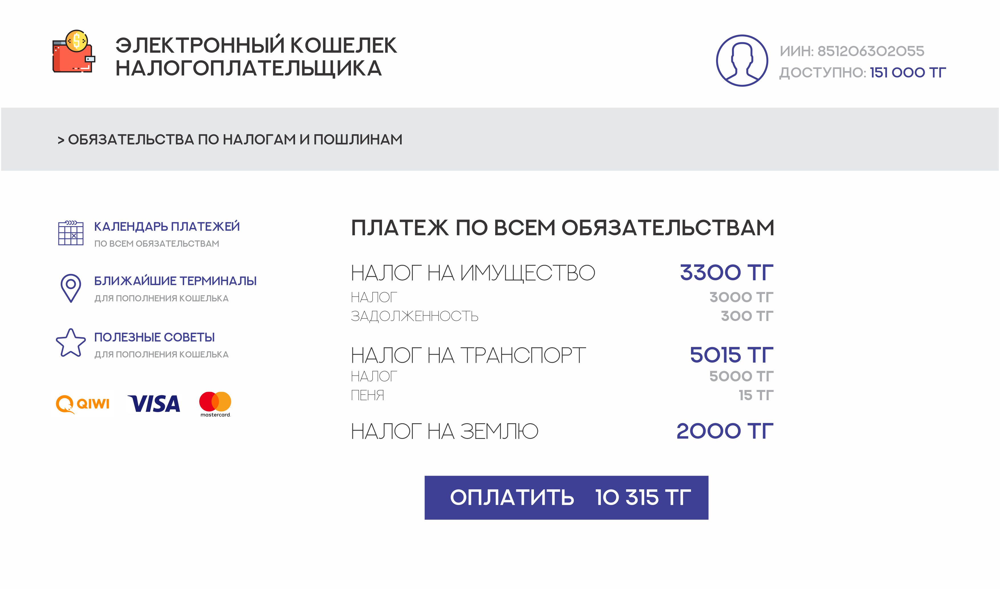 ЭЛЕКТРОННЫЙ КОШЕЛЕК
НАЛОГОПЛАТЕЛЬЩИКА
ИИН: 851206302055
ДОСТУПНО: 151 000 ТГ
> ОБЯЗАТЕЛЬСТВА ПО НАЛОГАМ И ПОШЛИНАМ
КАЛЕНДАРЬ ПЛАТЕЖЕЙ
ПО ВСЕМ ОБЯЗАТЕЛЬСТВАМ
БЛИЖАЙШИЕ ТЕРМИНАЛЫ
ДЛЯ ПОПОЛНЕНИЯ КОШЕЛЬКА
ПОЛЕЗНЫЕ СОВЕТЫ
ДЛЯ ПОПОЛНЕНИЯ КОШЕЛЬКА
QIWI VISA mastercard.
ПЛАТЕЖ ПО ВСЕМ ОБЯЗАТЕЛЬСТВАМ
НАЛОГ НА ИМУЩЕСТВО 3300 ТГ
НАЛОГ 3000 ТГ
ЗАДОЛЖЕННОСТЬ 300 ТГ
НАЛОГ НА ТРАНСПОРТ 5015 ТГ
НАЛОГ 5000 ТГ
ПЕНЯ 15 ТГ
НАЛОГ НА ЗЕМЛЮ 2000 ТГ
ОПЛАТИТЬ 10 315 ТГ